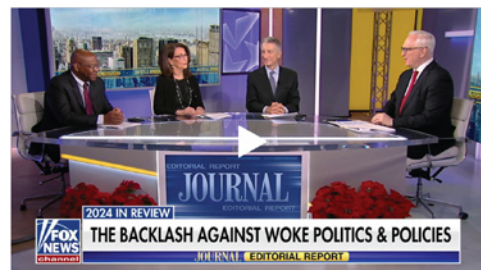 EDITORIAL REPORT
JOURNAL
EDITORIAL REPORT
2024 IN REVIEW
THE BACKLASH AGAINST WOKE POLITICS & POLICIES
FOX
NEWS
channel
JOURNAL EDITORIAL REPORT